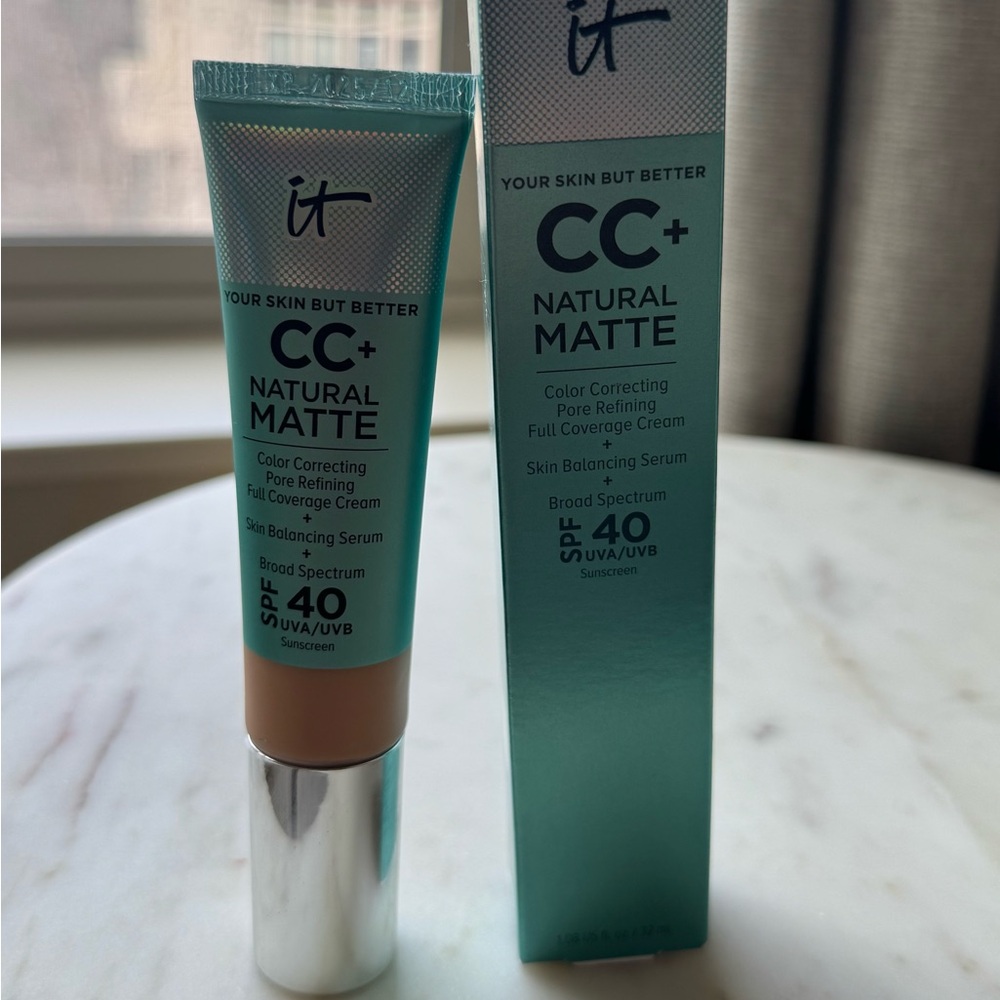 it
YOUR SKIN BUT BETTER
CC+
NATURAL
MATTE
Color Correcting
Pore Refining
Full Coverage Cream
+
Skin Balancing Serum
+
Broad Spectrum
SPF 40
UVA/UVB
Sunscreen
it
YOUR SKIN BUT BETTER
CC+
NATURAL
MATTE
Color Correcting
Pore Refining
Full Coverage Cream
+
Skin Balancing Serum
+
Broad Spectrum
SPF 40
UVA/UVB
Sunscreen